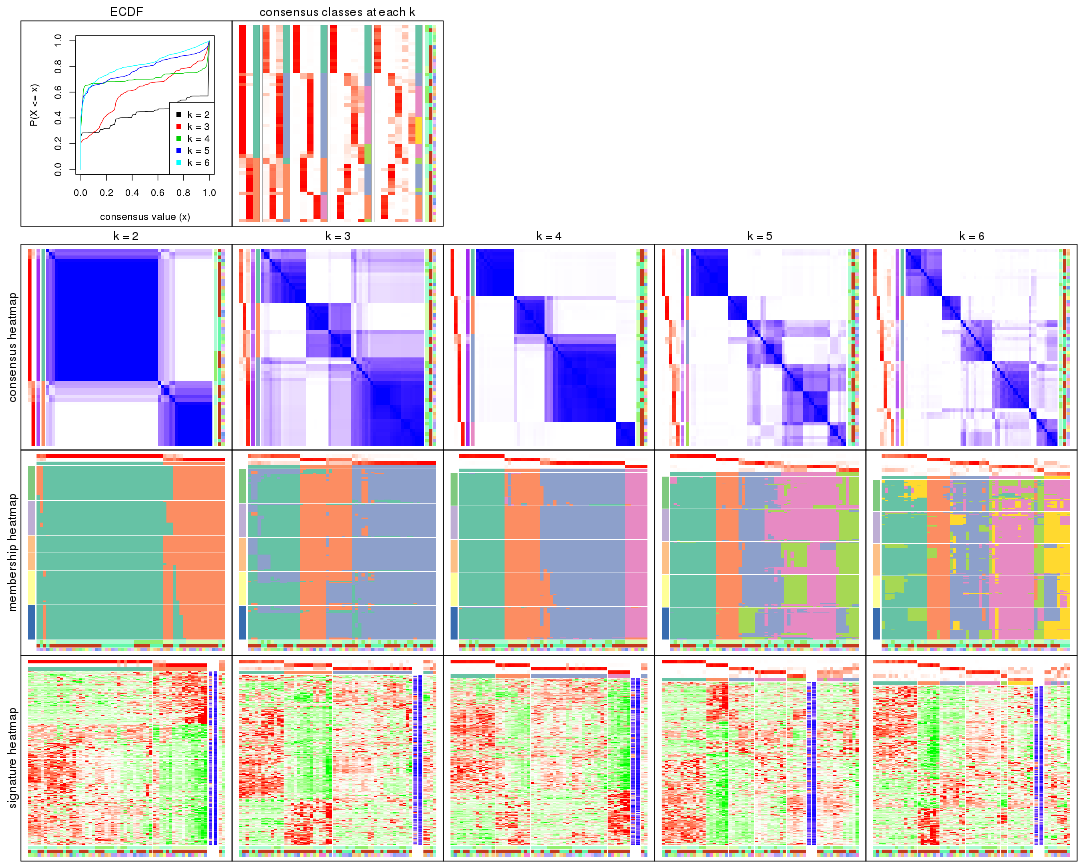 ECDF
consensus classes at each k
P(X <= x)
0.0 0.2 0.4 0.6 0.8 1.0
k = 2
k = 3
k = 4
k = 5
k = 6
0.0 0.2 0.4 0.6 0.8 1.0
consensus value (x)
k = 2
k = 3
k = 4
k = 5
k = 6
consensus heatmap
membership heatmap
signature heatmap